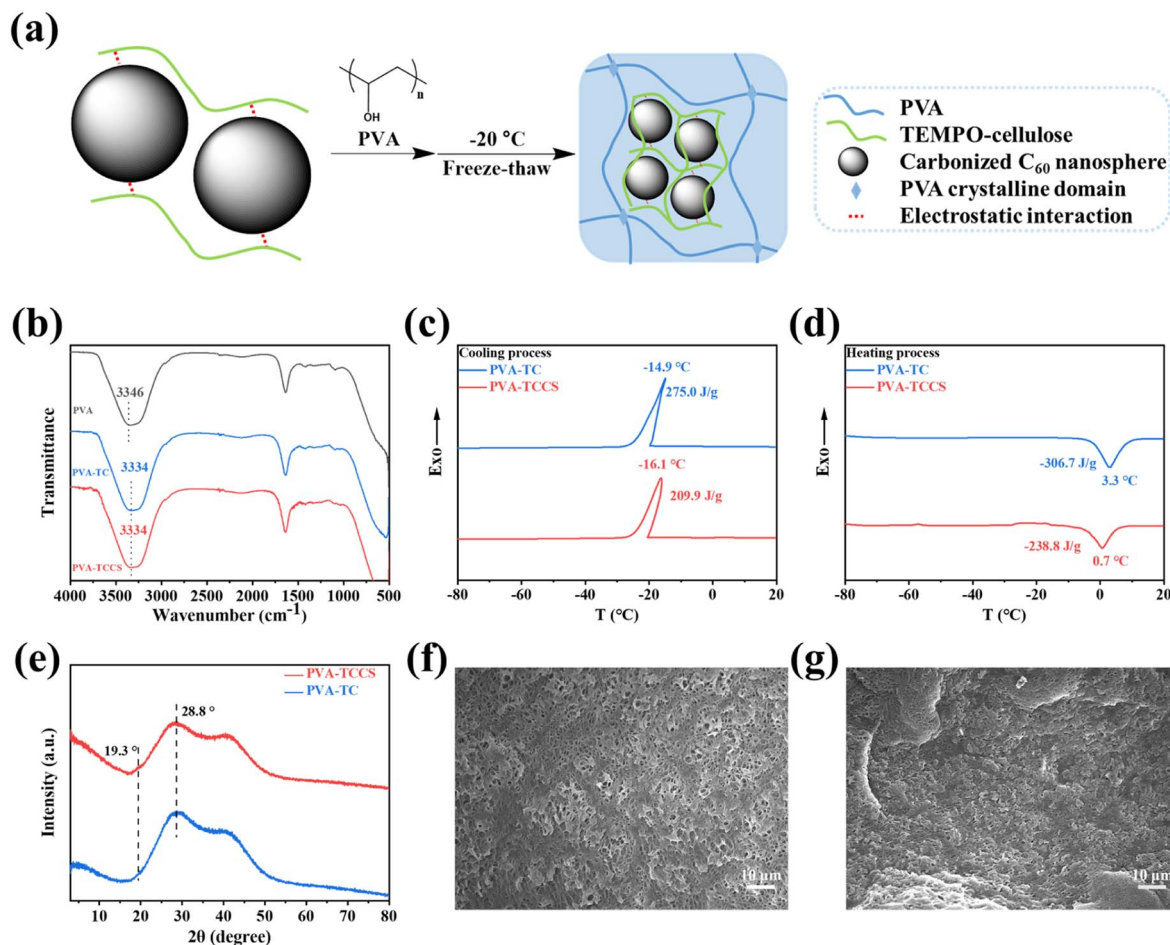 (a)
n
OH
PVA
-20 °C
Freeze-thaw
PVA
TEMPO-cellulose
Carbonized C60 nanosphere
PVA crystalline domain
Electrostatic interaction
(b)
Transmittance
3346
PVA
3334
PVA-TC
3334
PVA-TCCS
4000 3500 3000 2500 2000 1500 1000 500
Wavenumber (cm-1)
(c)
Exo
Cooling process
PVA-TC
PVA-TCCS
-14.9 °C
275.0 J/g
-16.1 °C
209.9 J/g
-80 -60 -40 -20 0 20
T (°C)
(d)
Exo
Heating process
PVA-TC
PVA-TCCS
-306.7 J/g
3.3 °C
-238.8 J/g
0.7 °C
-80 -60 -40 -20 0 20
T (°C)
(e)
Intensity (a.u.)
PVA-TCCS
PVA-TC
28.8 °
19.3 °
10 20 30 40 50 60 70 80
2θ (degree)
(f)
10 μm
(g)
10 μm